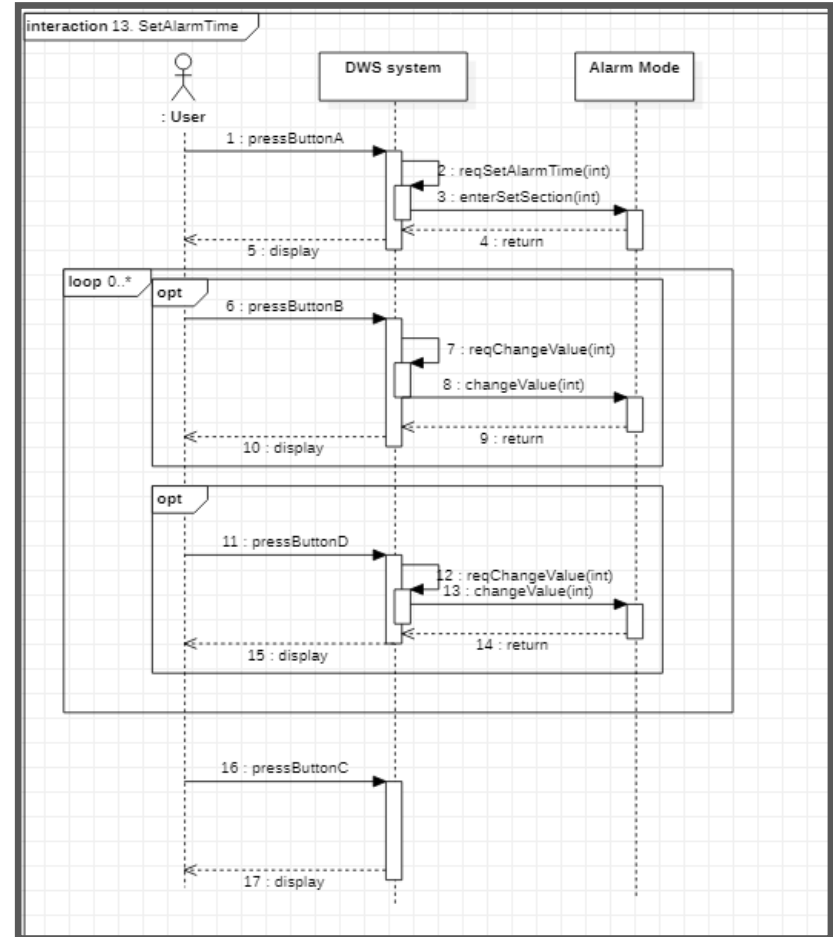 interaction 13. SetAlarmTime
DWS system
Alarm Mode
: User
1 : pressButtonA
2 : reqSetAlarmTime(int)
3 : enterSetSection(int)
4 : return
5 : display
loop 0..*
opt
6 : pressButtonB
7 : reqChangeValue(int)
8 : changeValue(int)
9 : return
10 : display
opt
11 : pressButtonD
12 : reqChangeValue(int)
13 : changeValue(int)
14 : return
15 : display
16 : pressButtonC
17 : display